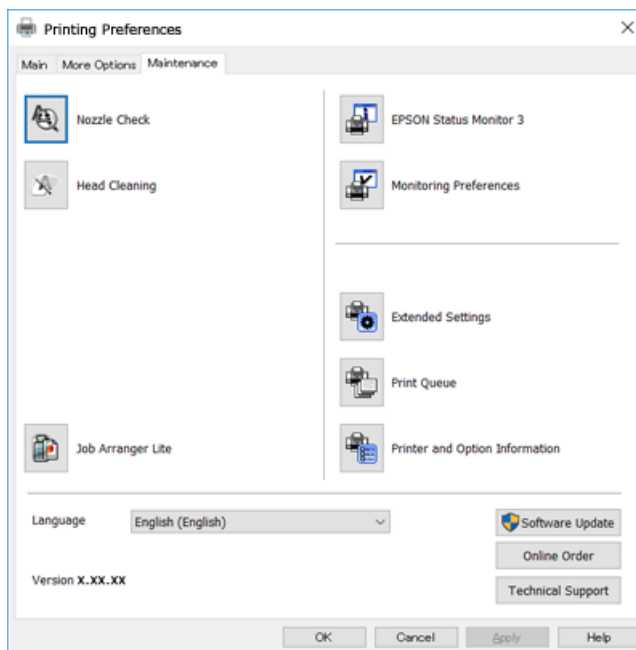 Printing Preferences
Main More Options Maintenance
Nozzle Check
Head Cleaning
Job Arranger Lite
EPSON Status Monitor 3
Monitoring Preferences
Extended Settings
Print Queue
Printer and Option Information
Language English (English)
Software Update
Online Order
Version X.XX.XX
Technical Support
OK Cancel Apply Help